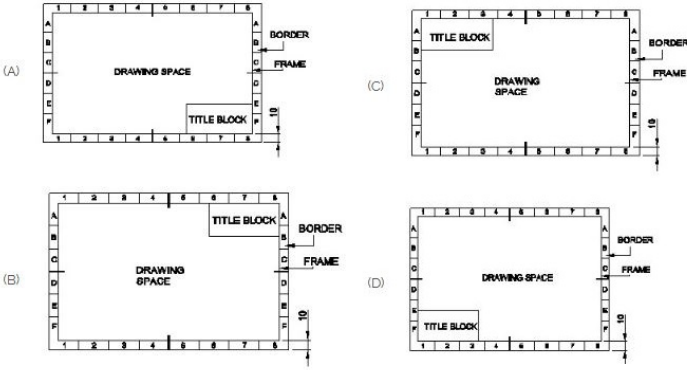 (A)
1 2 3 4 5 6 7 8
A A
B B
C C
D D
E E
F F
1 2 3 4 5 6 7 8
DRAWING SPACE
TITLE BLOCK
BORDER
FRAME
10
(C)
1 2 3 4 5 6 7 8
A A
B B
C C
D D
E E
F F
1 2 3 4 5 6 7 8
TITLE BLOCK
DRAWING
SPACE
BORDER
FRAME
10
(B)
1 2 3 4 5 6 7 8
A A
B B
C C
D D
E E
F F
1 2 3 4 5 6 7 8
TITLE BLOCK
DRAWING
SPACE
BORDER
FRAME
10
(D)
1 2 3 4 5 6 7 8
A A
B B
C C
D D
E E
F F
1 2 3 4 5 6 7 8
DRAWING SPACE
TITLE BLOCK
BORDER
FRAME
10